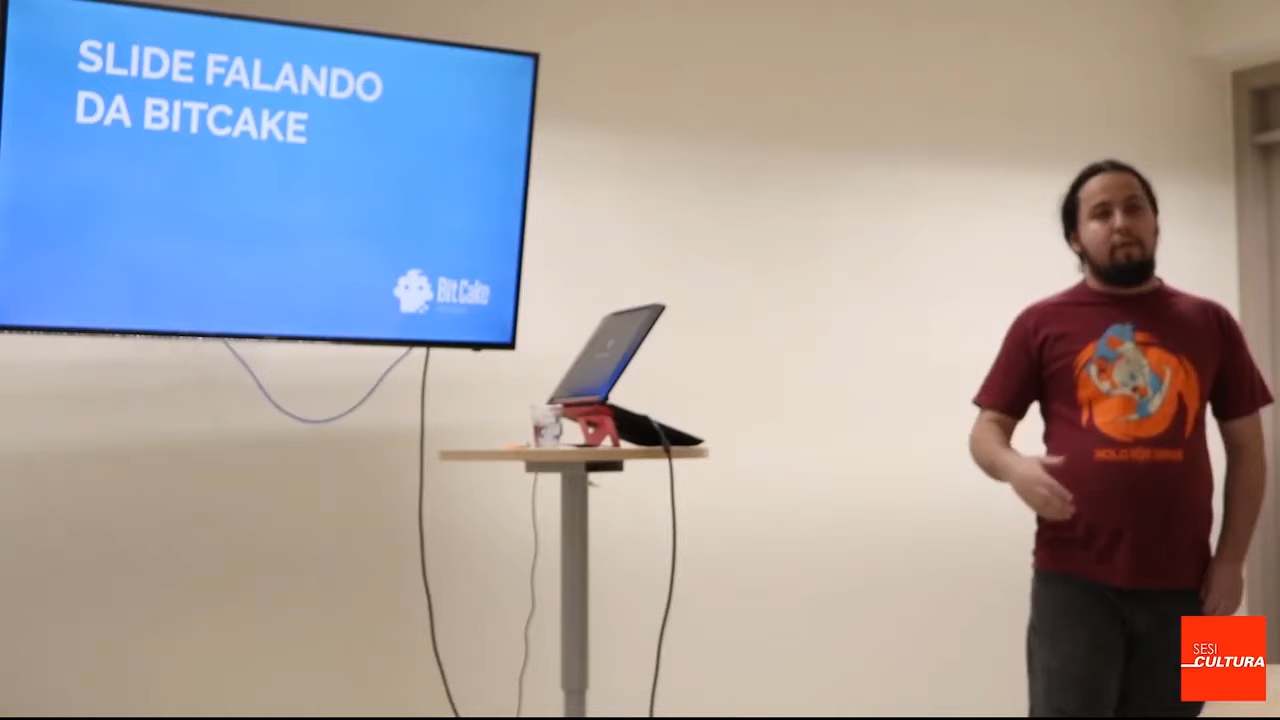 SLIDE FALANDO
DA BITCAKE
BitCake
SESI
CULTURA